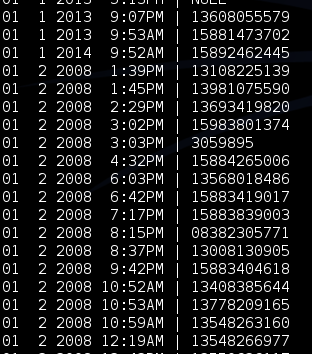 01  1 2013  9:07PM | 13608055579
01  1 2013  9:53AM | 15881473702
01  1 2014  9:52AM | 15892462445
01  2 2008  1:39PM | 13108225139
01  2 2008  1:45PM | 13981075590
01  2 2008  2:29PM | 13693419820
01  2 2008  3:02PM | 15983801374
01  2 2008  3:03PM | 3059895
01  2 2008  4:32PM | 15884265006
01  2 2008  6:03PM | 13568018486
01  2 2008  6:42PM | 15883419017
01  2 2008  7:17PM | 15883839003
01  2 2008  8:15PM | 08382305771
01  2 2008  8:37PM | 13008130905
01  2 2008  9:42PM | 15883404618
01  2 2008 10:52AM | 13408385644
01  2 2008 10:53AM | 13778209165
01  2 2008 10:59AM | 13548263160
01  2 2008 12:19AM | 13548266977